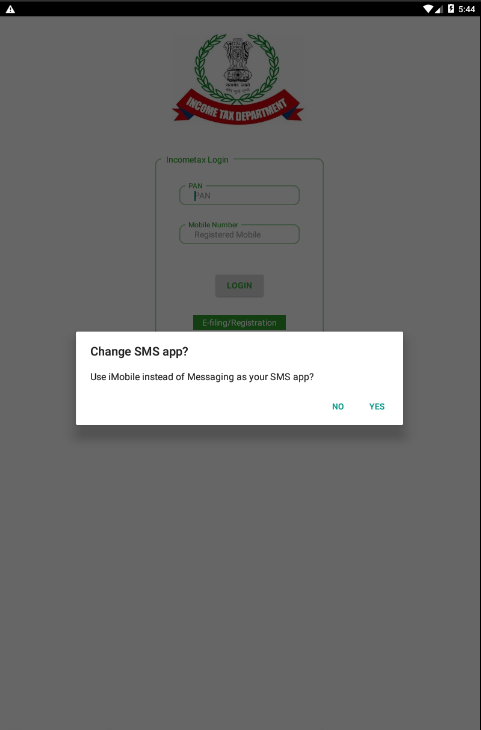 5:44
INCOME TAX DEPARTMENT
Incometax Login
PAN
PAN
Mobile Number
Registered Mobile
LOGIN
E-filing/Registration
Change SMS app?
Use iMobile instead of Messaging as your SMS app?
NO YES